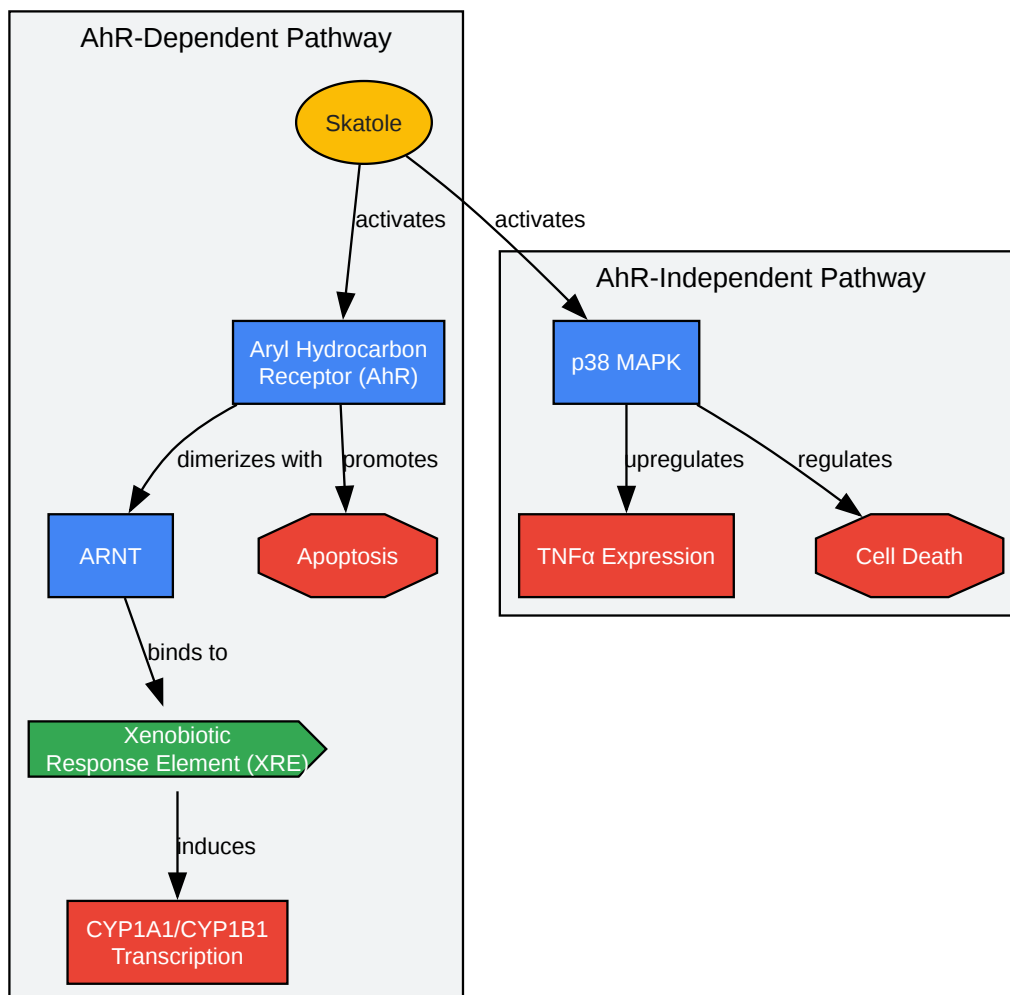 AhR-Dependent Pathway
Skatole
activates
activates
AhR-Independent Pathway
Aryl Hydrocarbon
Receptor (AhR)
p38 MAPK
dimerizes with
promotes
upregulates
regulates
ARNT
Apoptosis
TNFα Expression
Cell Death
binds to
Xenobiotic
Response Element (XRE)
induces
CYP1A1/CYP1B1
Transcription